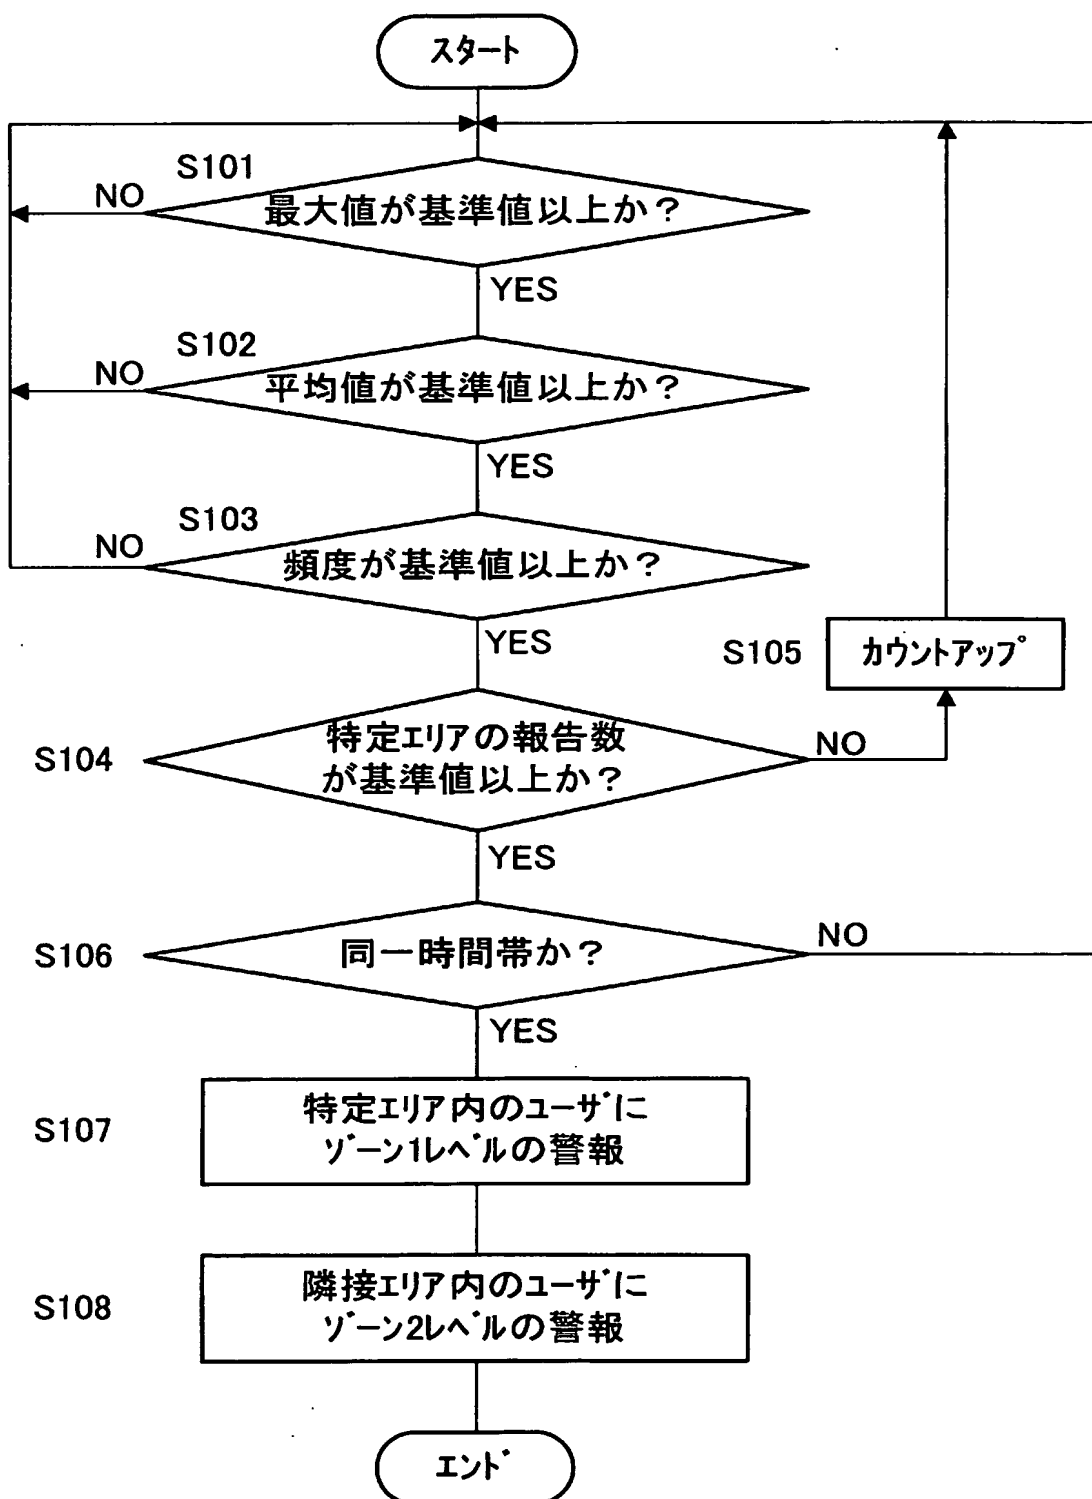 スタート
S101
NO
最大値が基準値以上か？
YES
S102
NO
平均値が基準値以上か？
YES
S103
NO
頻度が基準値以上か？
YES
S105
カウントアップ
S104
特定エリアの報告数
が基準値以上か？
NO
YES
S106
同一時間帯か？
NO
YES
S107
特定エリア内のユーザに
ゾーン1レベルの警報
S108
隣接エリア内のユーザに
ゾーン2レベルの警報
エンド